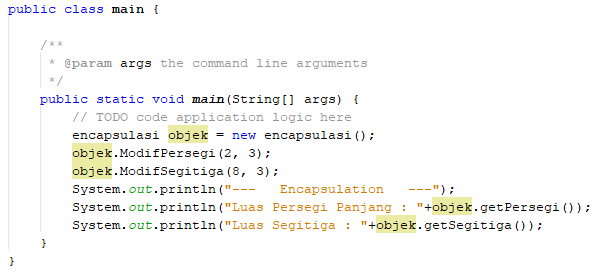 public class main {
/**
* @param args the command line arguments
*/
public static void main(String[] args) {
// TODO code application logic here
encapsulasi objek = new encapsulasi();
objek.ModifPersegi(2, 3);
objek.ModifSegitiga(8, 3);
System.out.println("---   Encapsulation   ---");
System.out.println("Luas Persegi Panjang : "+objek.getPersegi());
System.out.println("Luas Segitiga : "+objek.getSegitiga());
}
}